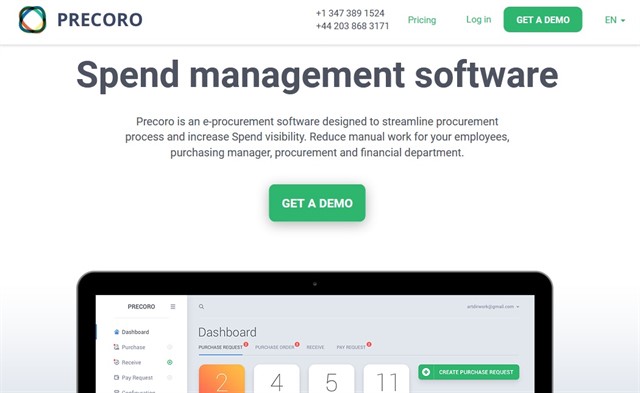 PRECORO
+1 347 389 1524
+44 203 868 3171
Pricing
Log in
GET A DEMO
EN
Spend management software
Precoro is an e-procurement software designed to streamline procurement
process and increase Spend visibility. Reduce manual work for your employees,
purchasing manager, procurement and financial department.
GET A DEMO
PRECORO
Dashboard
Purchase
Receive
Pay Request
Configuration
Dashboard
PURCHASE REQUEST
PURCHASE ORDER
RECEIVE
PAY REQUEST
2
4
5
11
CREATE PURCHASE REQUEST